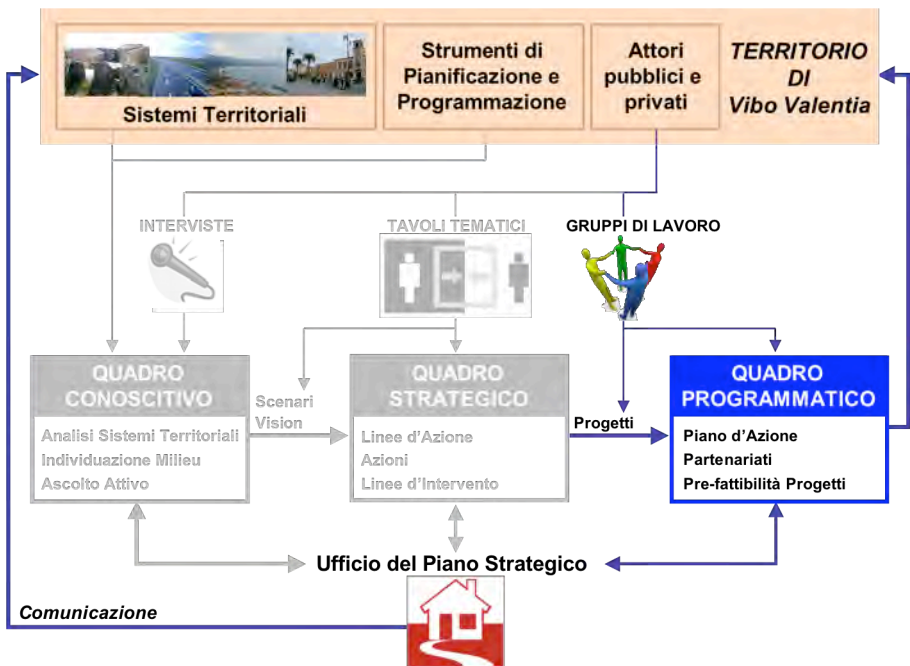 Sistemi Territoriali
Strumenti di
Pianificazione e
Programmazione
Attori
pubblici e
privati
TERRITORIO
DI
Vibo Valentia
INTERVISTE
TAVOLI TEMATICI
GRUPPI DI LAVORO
QUADRO
CONOSCITIVO
Analisi Sistemi Territoriali
Individuazione Milieu
Ascolto Attivo
Scenari
Vision
QUADRO
STRATEGICO
Linee d'Azione
Azioni
Linee d'Intervento
Progetti
QUADRO
PROGRAMMATICO
Piano d'Azione
Partenariati
Pre-fattibilità Progetti
Ufficio del Piano Strategico
Comunicazione